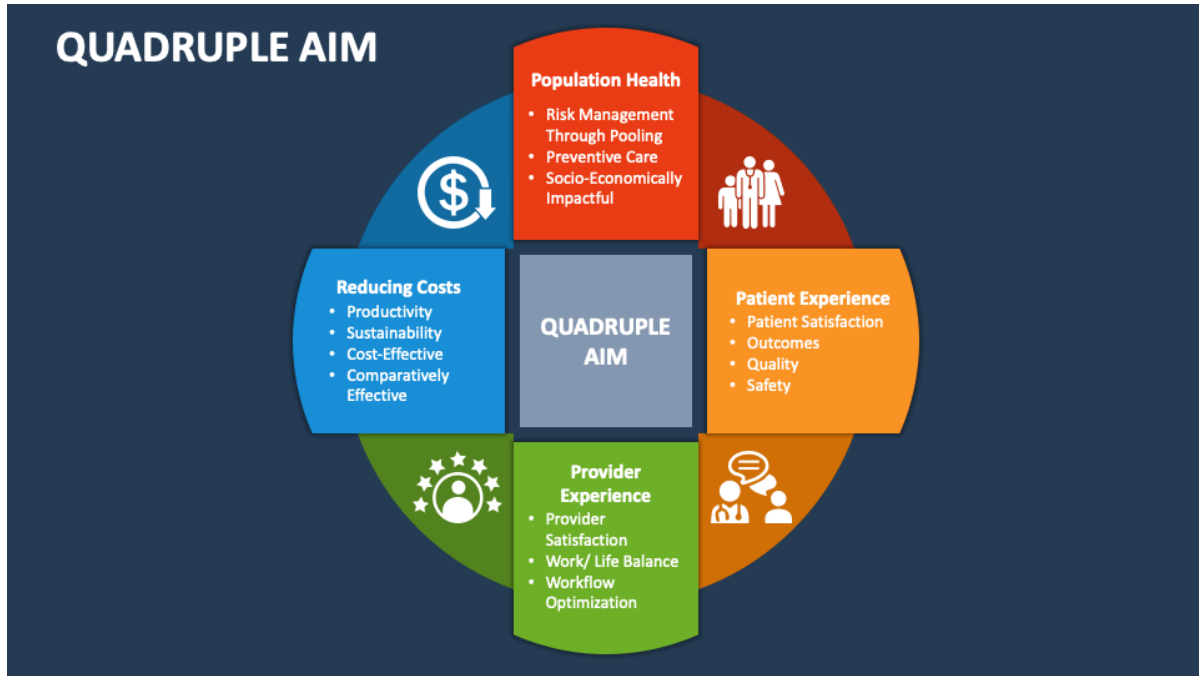 QUADRUPLE AIM
Population Health
• Risk Management
Through Pooling
• Preventive Care
• Socio-Economically
Impactful
$
Reducing Costs
• Productivity
• Sustainability
• Cost-Effective
• Comparatively
Effective
QUADRUPLE
AIM
Patient Experience
• Patient Satisfaction
• Outcomes
• Quality
• Safety
Provider
Experience
• Provider
Satisfaction
• Work/ Life Balance
• Workflow
Optimization